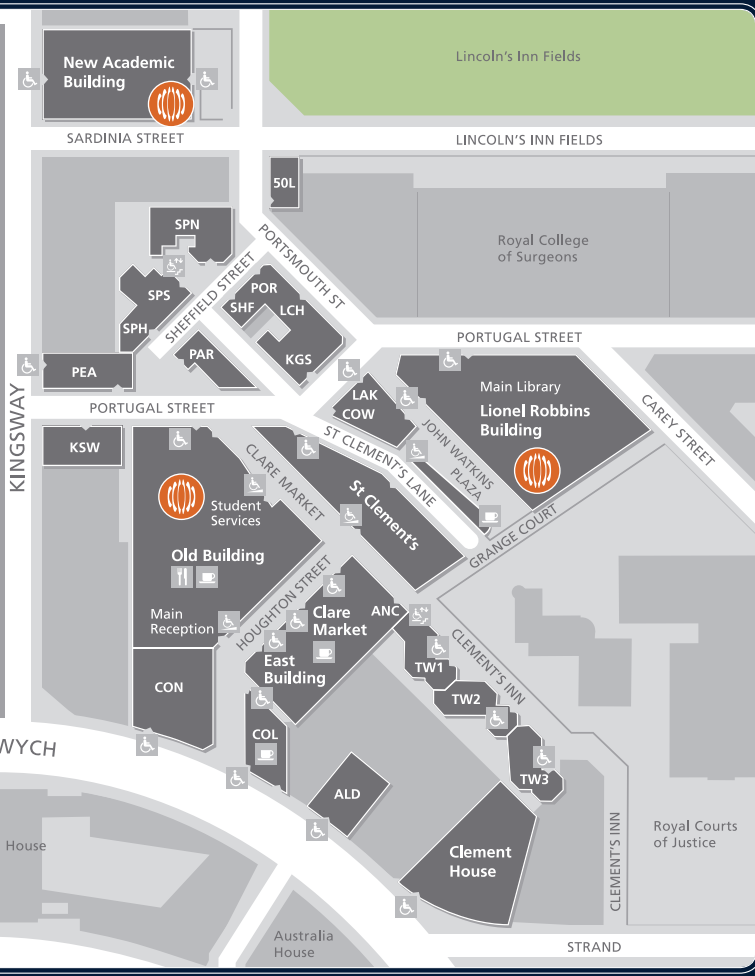 New Academic
Building
Lincoln's Inn Fields
SARDINIA STREET
LINCOLN'S INN FIELDS
50L
SPN
PORTSMOUTH ST
Royal College
of Surgeons
SHEFFIELD STREET
SPS
SPH
POR
SHF
LCH
KGS
PAR
PORTUGAL STREET
PEA
KINGSWAY
PORTUGAL STREET
LAK
COW
Main Library
Lionel Robbins
Building
CAREY STREET
KSW
CLARE MARKET
ST CLEMENT'S LANE
JOHN WATKINS
PLAZA
St Clement's
GRANGE COURT
Student
Services
Old Building
Main
Reception
HOUGHTON STREET
Clare
Market
ANC
East
Building
CLEMENT'S INN
TW1
TW2
TW3
CON
COL
WYCH
ALD
Clement
House
CLEMENT'S INN
Royal Courts
of Justice
House
Australia
House
STRAND